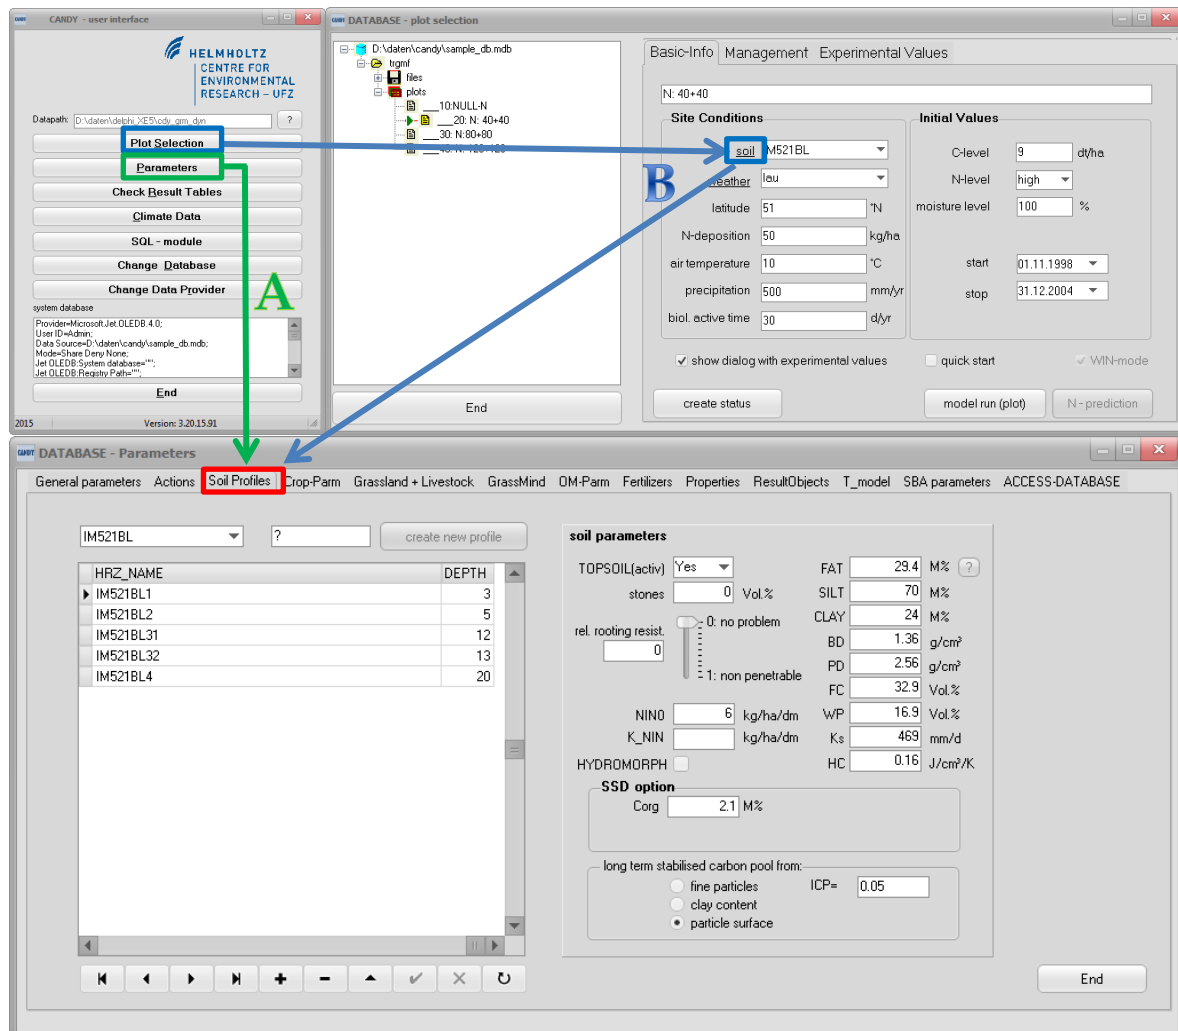 CANDY - user interface
HELMHOLTZ
CENTRE FOR
ENVIRONMENTAL
RESEARCH – UFZ
Datapath: D:\daten\delphi_XE5\cdy_gm_dyn ?
Plot Selection
Parameters
Check Result Tables
Climate Data
SQL - module
Change Database
Change Data Provider
A
system database
Provider=Microsoft.Jet.OLEDB.4.0;
User ID=Admin;
Data Source=D:\daten\candy\sample_db.mdb;
Mode=Share Deny None;
Jet OLEDB:System database="";
Jet OLEDB:Registry Path="";
End
2015 Version: 3.20.15.91
DATABASE - plot selection
D:\daten\candy\sample_db.mdb
trgmf
files
plots
___10:NULL-N
___20: N: 40+40
___30: N:80+80
End
Basic-Info Management Experimental Values
N: 40+40
Site Conditions
soil IM521BL
B
weather lau
latitude 51 °N
N-deposition 50 kg/ha
air temperature 10 °C
precipitation 500 mm/yr
biol. active time 30 d/yr
Initial Values
C-level 9 dt/ha
N-level high
moisture level 100 %
start 01.11.1998
stop 31.12.2004
show dialog with experimental values quick start WIN-mode
create status model run (plot) N - prediction
CANDY DATABASE - Parameters
General parameters Actions Soil Profiles Crop-Parm Grassland + Livestock GrassMind OM-Parm Fertilizers Properties ResultObjects T_model SBA parameters ACCESS-DATABASE
IM521BL ? create new profile
HRZ_NAME DEPTH
IM521BL1 3
IM521BL2 5
IM521BL31 12
IM521BL32 13
IM521BL4 20
soil parameters
TOPSOIL(activ) Yes
stones 0 Vol.%
rel. rooting resist. 0
0: no problem
1: non penetrable
NIN0 6 kg/ha/dm
K_NIN kg/ha/dm
HYDROMORPH
FAT 29.4 M% ?
SILT 70 M%
CLAY 24 M%
BD 1.36 g/cm³
PD 2.56 g/cm³
FC 32.9 Vol.%
WP 16.9 Vol.%
Ks 469 mm/d
HC 0.16 J/cm³/K
SSD option
Corg 2.1 M%
long term stabilised carbon pool from:
fine particles ICP= 0.05
clay content
particle surface
End